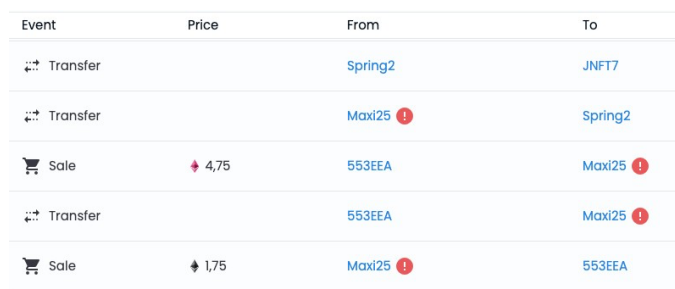 Event Price From To
Transfer Spring2 JNFT7
Transfer Maxi25 ! Spring2
Sale 4,75 553EEA Maxi25 !
Transfer 553EEA Maxi25 !
Sale 1,75 Maxi25 ! 553EEA